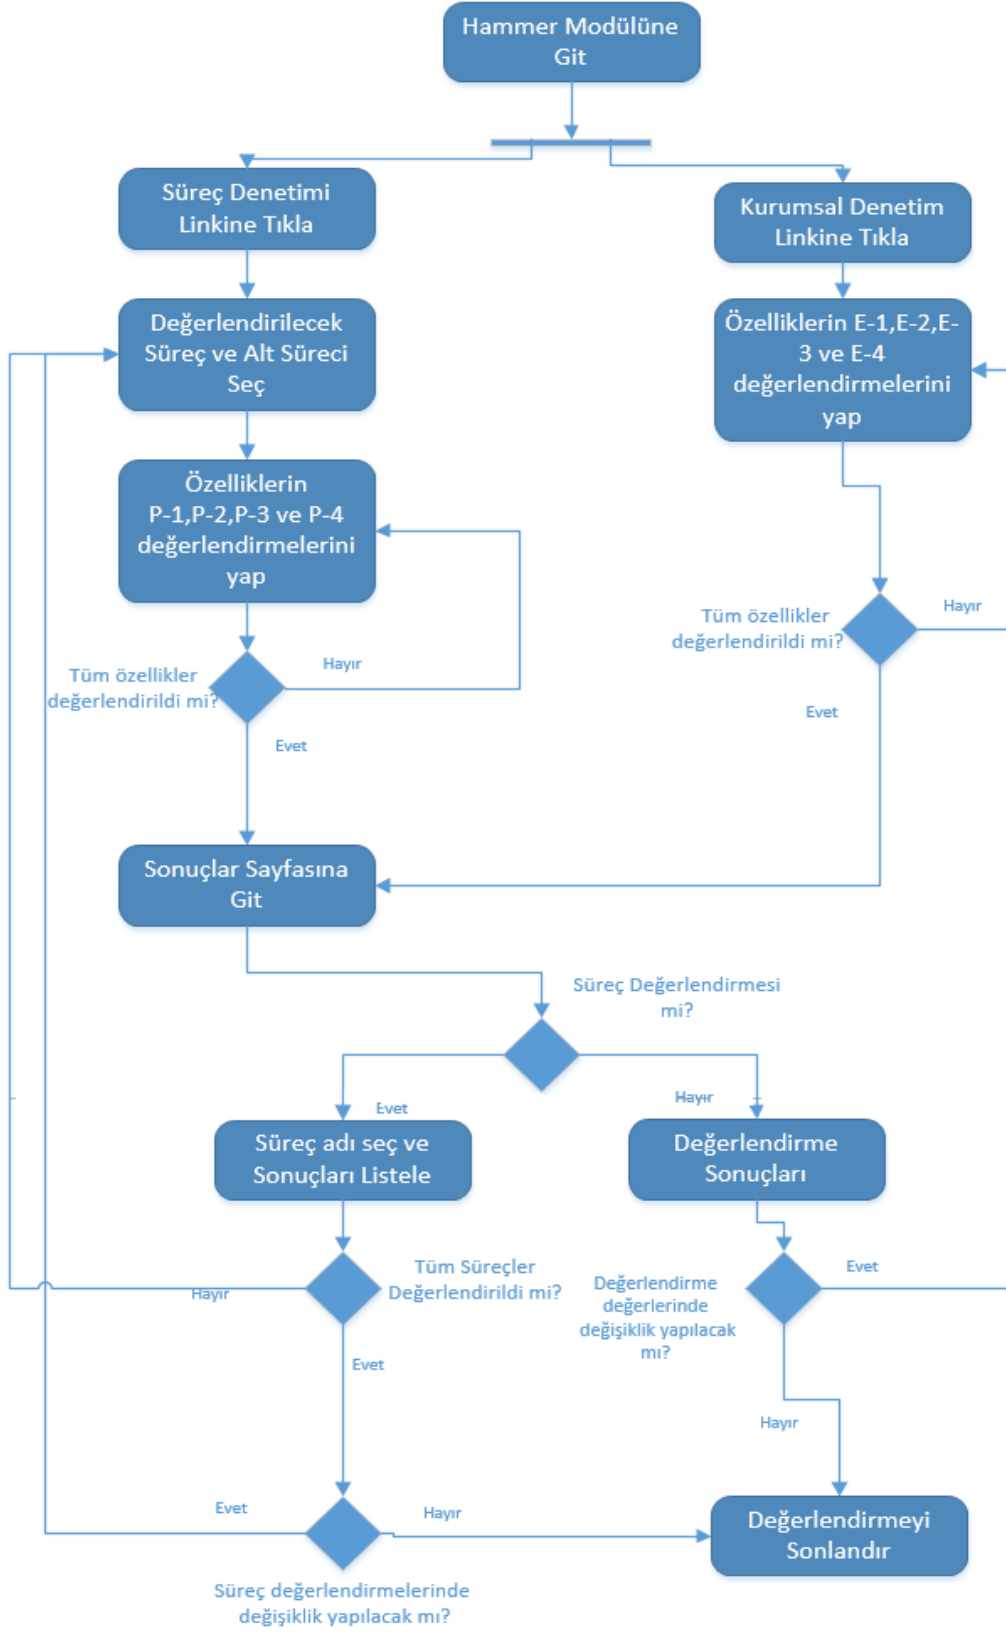 Hammer Modülüne
Git
Süreç Denetimi
Linkine Tıkla
Kurumsal Denetim
Linkine Tıkla
Değerlendirilecek
Süreç ve Alt Süreci
Seç
Özelliklerin E-1,E-2,E-
3 ve E-4
değerlendirmelerini
yap
Özelliklerin
P-1,P-2,P-3 ve P-4
değerlendirmelerini
yap
Tüm özellikler
değerlendirildi mi?
Hayır
Tüm özellikler
değerlendirildi mi?
Hayır
Evet
Evet
Sonuçlar Sayfasına
Git
Süreç Değerlendirmesi
mi?
Evet
Hayır
Süreç adı seç ve
Sonuçları Listele
Değerlendirme
Sonuçları
Tüm Süreçler
Değerlendirildi mi?
Hayır
Evet
Değerlendirme
değerlerinde
değişiklik yapılacak
mı?
Evet
Hayır
Evet
Hayır
Değerlendirmeyi
Sonlandır
Süreç değerlendirmelerinde
değişiklik yapılacak mı?